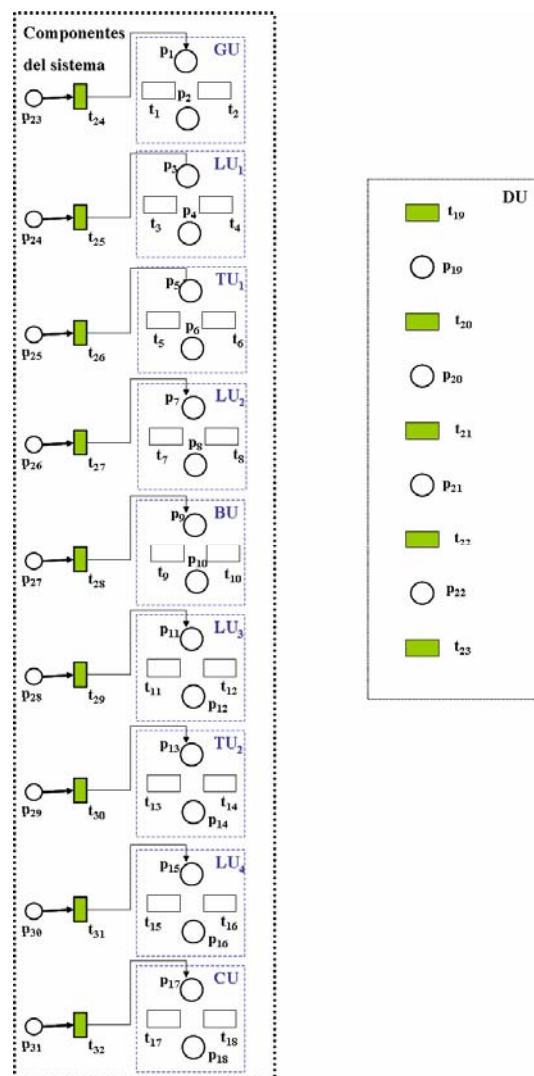 Componentes
del sistema
GU
p1
p2
t1
t2
p23
t24
LU1
p3
p4
t3
t4
p24
t25
TU1
p5
p6
t5
t6
p25
t26
LU2
p7
p8
t7
t8
p26
t27
BU
p9
p10
t9
t10
p27
t28
LU3
p11
t11
t12
p12
p28
t29
TU2
p13
t13
t14
p14
p29
t30
LU4
p15
t15
t16
p16
p30
t31
CU
p17
t17
t18
p18
p31
t32
DU
t19
p19
t20
p20
t21
p21
t22
p22
t23